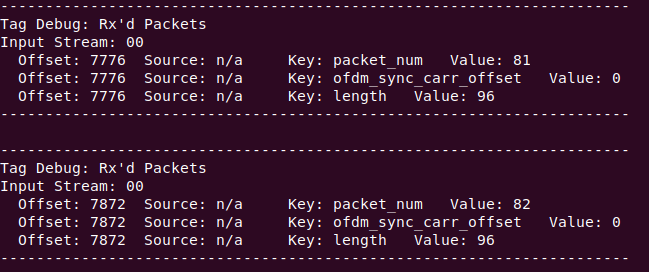 ----------------------------------------------------------------------
Tag Debug: Rx'd Packets
Input Stream: 00
  Offset: 7776  Source: n/a     Key: packet_num   Value: 81
  Offset: 7776  Source: n/a     Key: ofdm_sync_carr_offset   Value: 0
  Offset: 7776  Source: n/a     Key: length   Value: 96
----------------------------------------------------------------------

----------------------------------------------------------------------
Tag Debug: Rx'd Packets
Input Stream: 00
  Offset: 7872  Source: n/a     Key: packet_num   Value: 82
  Offset: 7872  Source: n/a     Key: ofdm_sync_carr_offset   Value: 0
  Offset: 7872  Source: n/a     Key: length   Value: 96
----------------------------------------------------------------------